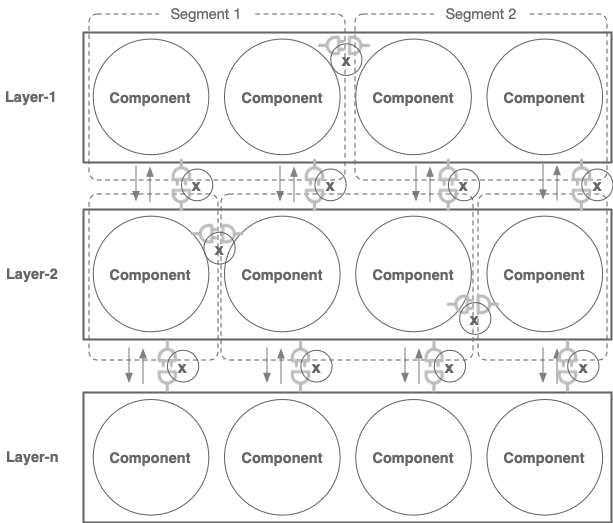 Segment 1 Segment 2
x
Layer-1 Component Component Component Component
x x x x
x
Layer-2 Component Component Component Component
x
x x x x
Layer-n Component Component Component Component